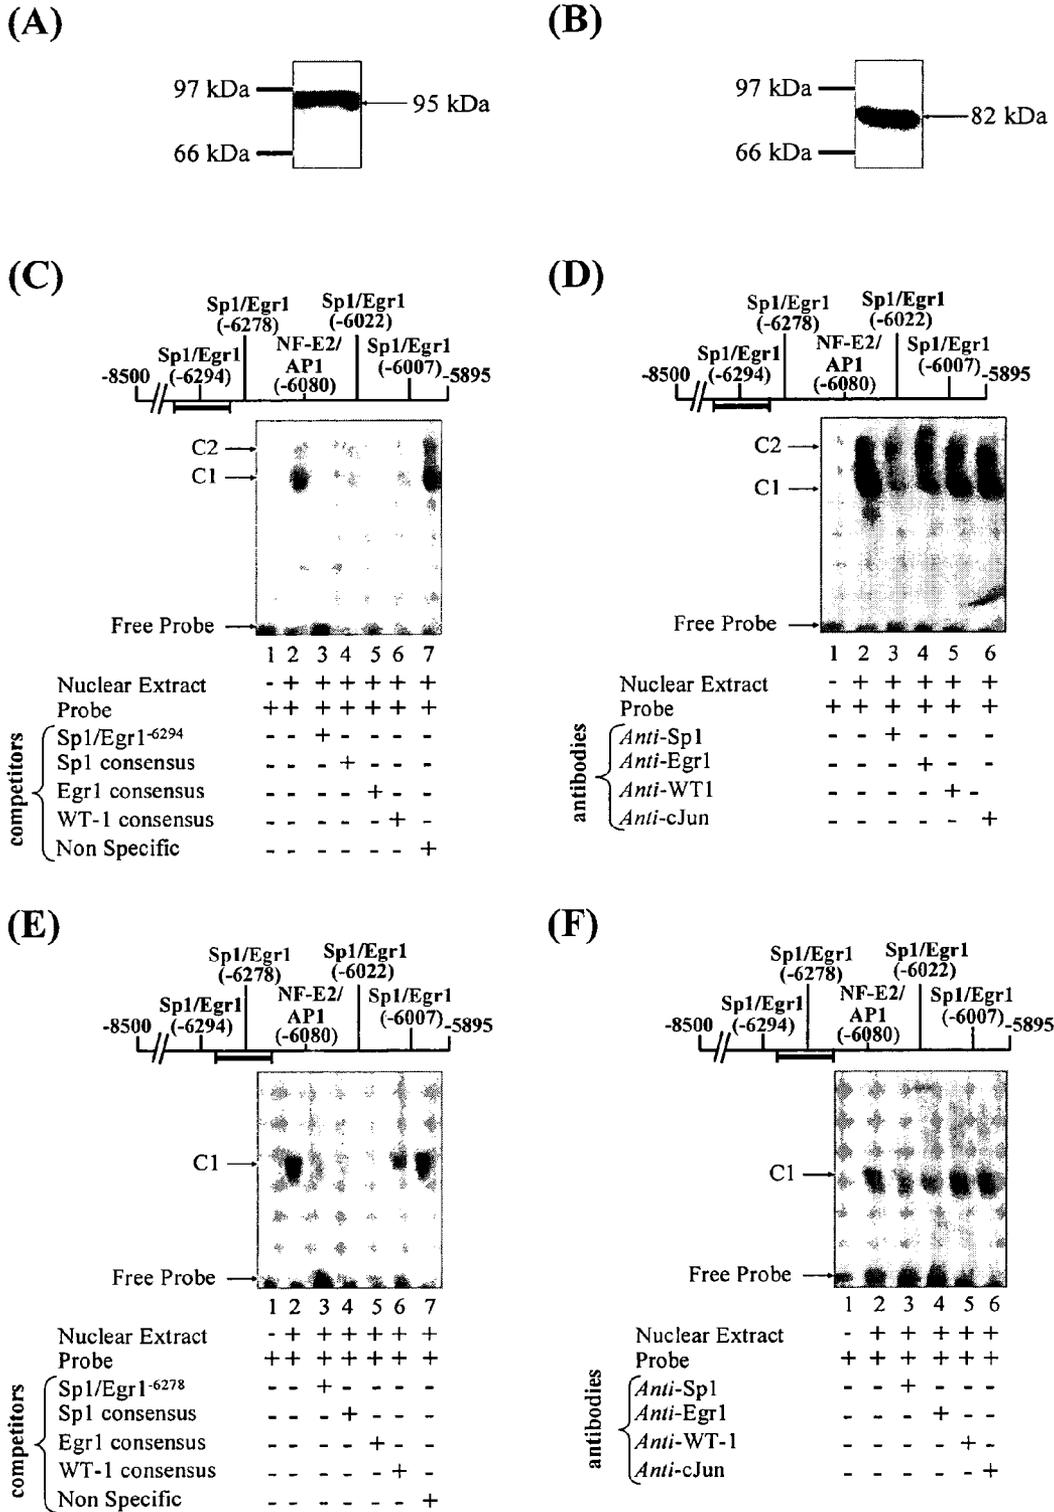 (A)
97 kDa
95 kDa
66 kDa
(B)
97 kDa
82 kDa
66 kDa
(C)
Sp1/Egr1 Sp1/Egr1
(-6278) (-6022)
Sp1/Egr1 NF-E2/ Sp1/Egr1
-8500 (-6294) AP1 (-6007) -5895
(-6080)
C2
C1
Free Probe
1 2 3 4 5 6 7
Nuclear Extract - + + + + + +
Probe + + + + + + +
competitors
Sp1/Egr1-6294 - - + - - - -
Sp1 consensus - - - + - - -
Egr1 consensus - - - - + - -
WT-1 consensus - - - - - + -
Non Specific - - - - - - +
(D)
Sp1/Egr1 Sp1/Egr1
(-6278) (-6022)
Sp1/Egr1 NF-E2/ Sp1/Egr1
-8500 (-6294) AP1 (-6007) -5895
(-6080)
C2
C1
Free Probe
1 2 3 4 5 6
Nuclear Extract - + + + + +
Probe + + + + + +
antibodies
Anti-Sp1 - - + - - -
Anti-Egr1 - - - + - -
Anti-WT1 - - - - + -
Anti-cJun - - - - - +
(E)
Sp1/Egr1 Sp1/Egr1
(-6278) (-6022)
Sp1/Egr1 NF-E2/ Sp1/Egr1
-8500 (-6294) AP1 (-6007) -5895
(-6080)
C1
Free Probe
1 2 3 4 5 6 7
Nuclear Extract - + + + + + +
Probe + + + + + + +
competitors
Sp1/Egr1-6278 - - + - - - -
Sp1 consensus - - - + - - -
Egr1 consensus - - - - + - -
WT-1 consensus - - - - - + -
Non Specific - - - - - - +
(F)
Sp1/Egr1 Sp1/Egr1
(-6278) (-6022)
Sp1/Egr1 NF-E2/ Sp1/Egr1
-8500 (-6294) AP1 (-6007) -5895
(-6080)
C1
Free Probe
1 2 3 4 5 6
Nuclear Extract - + + + + +
Probe + + + + + +
antibodies
Anti-Sp1 - - + - - -
Anti-Egr1 - - - + - -
Anti-WT-1 - - - - + -
Anti-cJun - - - - - +